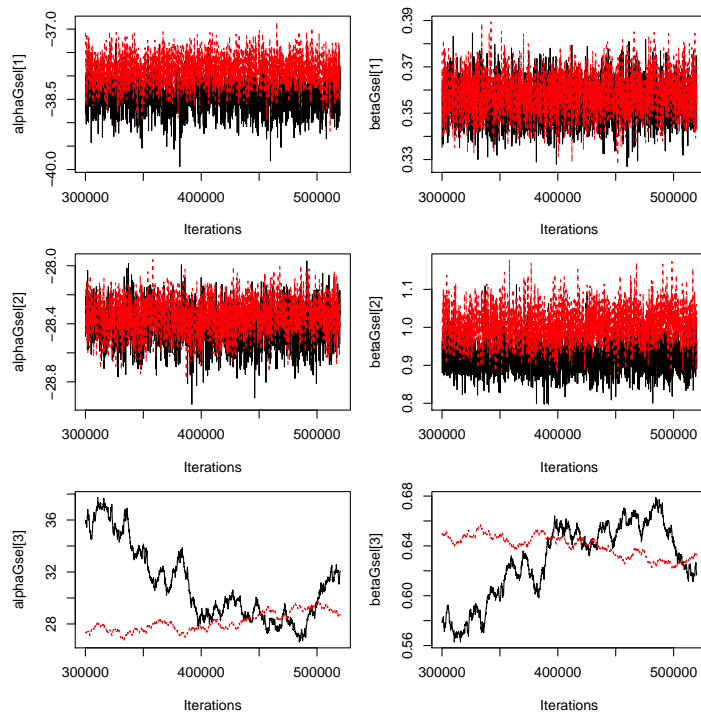 alphaGsel[1]
-37.0
-38.5
-40.0
300000 400000 500000
Iterations
betaGsel[1]
0.39
0.37
0.35
0.33
300000 400000 500000
Iterations
alphaGsel[2]
-28.0
-28.4
-28.8
300000 400000 500000
Iterations
betaGsel[2]
1.1
1.0
0.9
0.8
300000 400000 500000
Iterations
alphaGsel[3]
36
32
28
300000 400000 500000
Iterations
betaGsel[3]
0.68
0.64
0.60
0.56
300000 400000 500000
Iterations